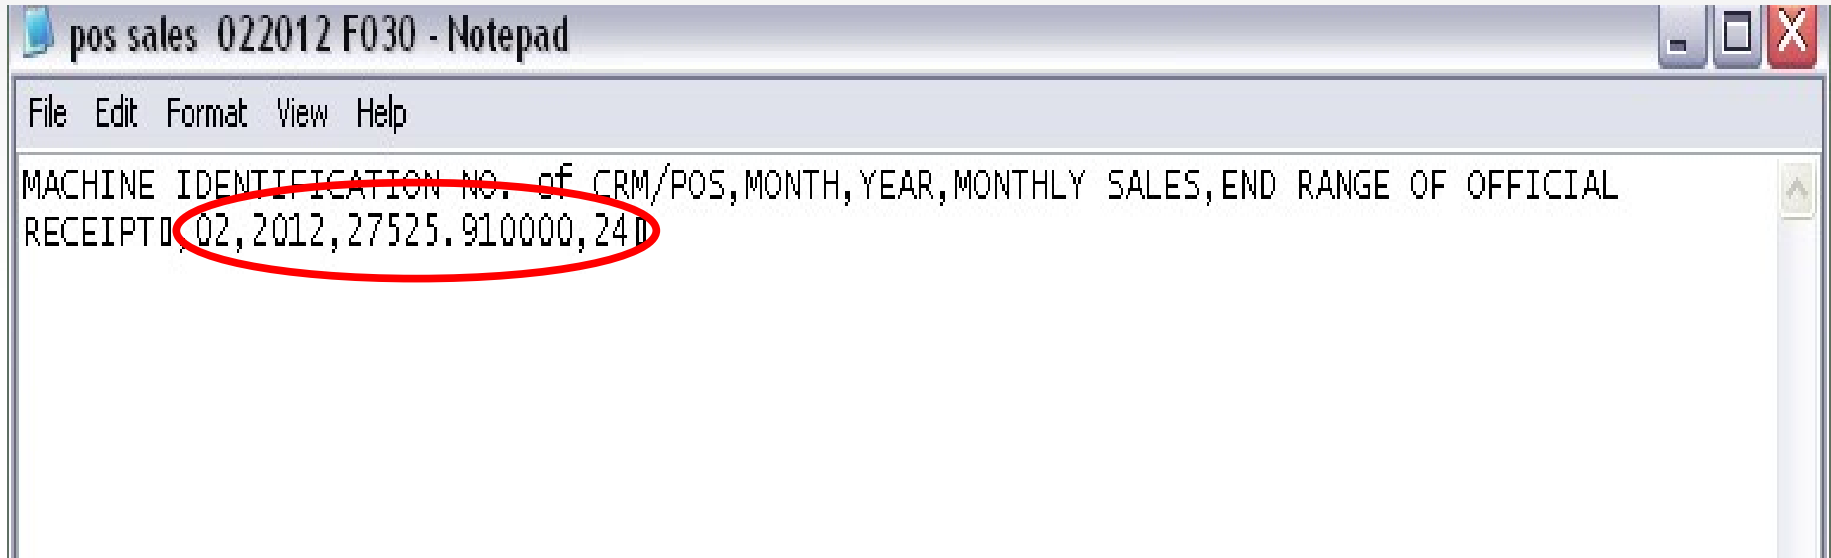 pos sales 022012 F030 - Notepad
File Edit Format View Help
MACHINE IDENTIFICATION NO. of CRM/POS,MONTH,YEAR,MONTHLY SALES,END RANGE OF OFFICIAL
RECEIPT▯,02,2012,27525.910000,24▯